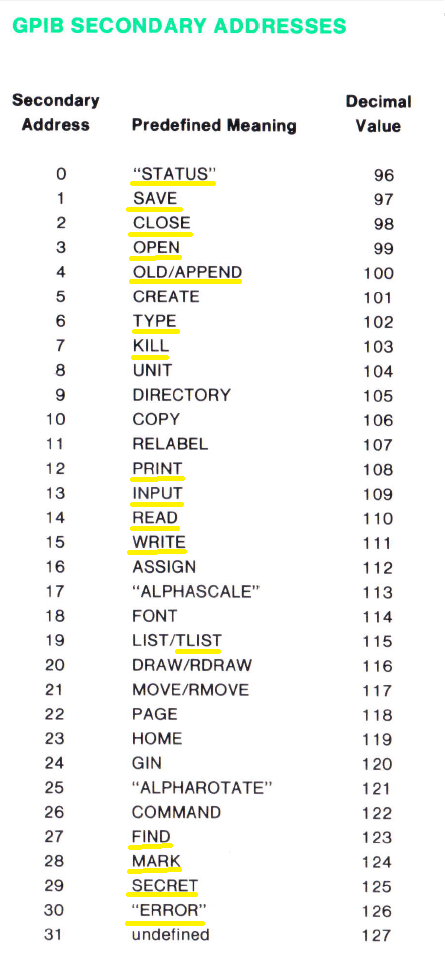 GPIB SECONDARY ADDRESSES
Secondary Decimal
Address Predefined Meaning Value
0 "STATUS" 96
1 SAVE 97
2 CLOSE 98
3 OPEN 99
4 OLD/APPEND 100
5 CREATE 101
6 TYPE 102
7 KILL 103
8 UNIT 104
9 DIRECTORY 105
10 COPY 106
11 RELABEL 107
12 PRINT 108
13 INPUT 109
14 READ 110
15 WRITE 111
16 ASSIGN 112
17 "ALPHASCALE" 113
18 FONT 114
19 LIST/TLIST 115
20 DRAW/RDRAW 116
21 MOVE/RMOVE 117
22 PAGE 118
23 HOME 119
24 GIN 120
25 "ALPHAROTATE" 121
26 COMMAND 122
27 FIND 123
28 MARK 124
29 SECRET 125
30 "ERROR" 126
31 undefined 127